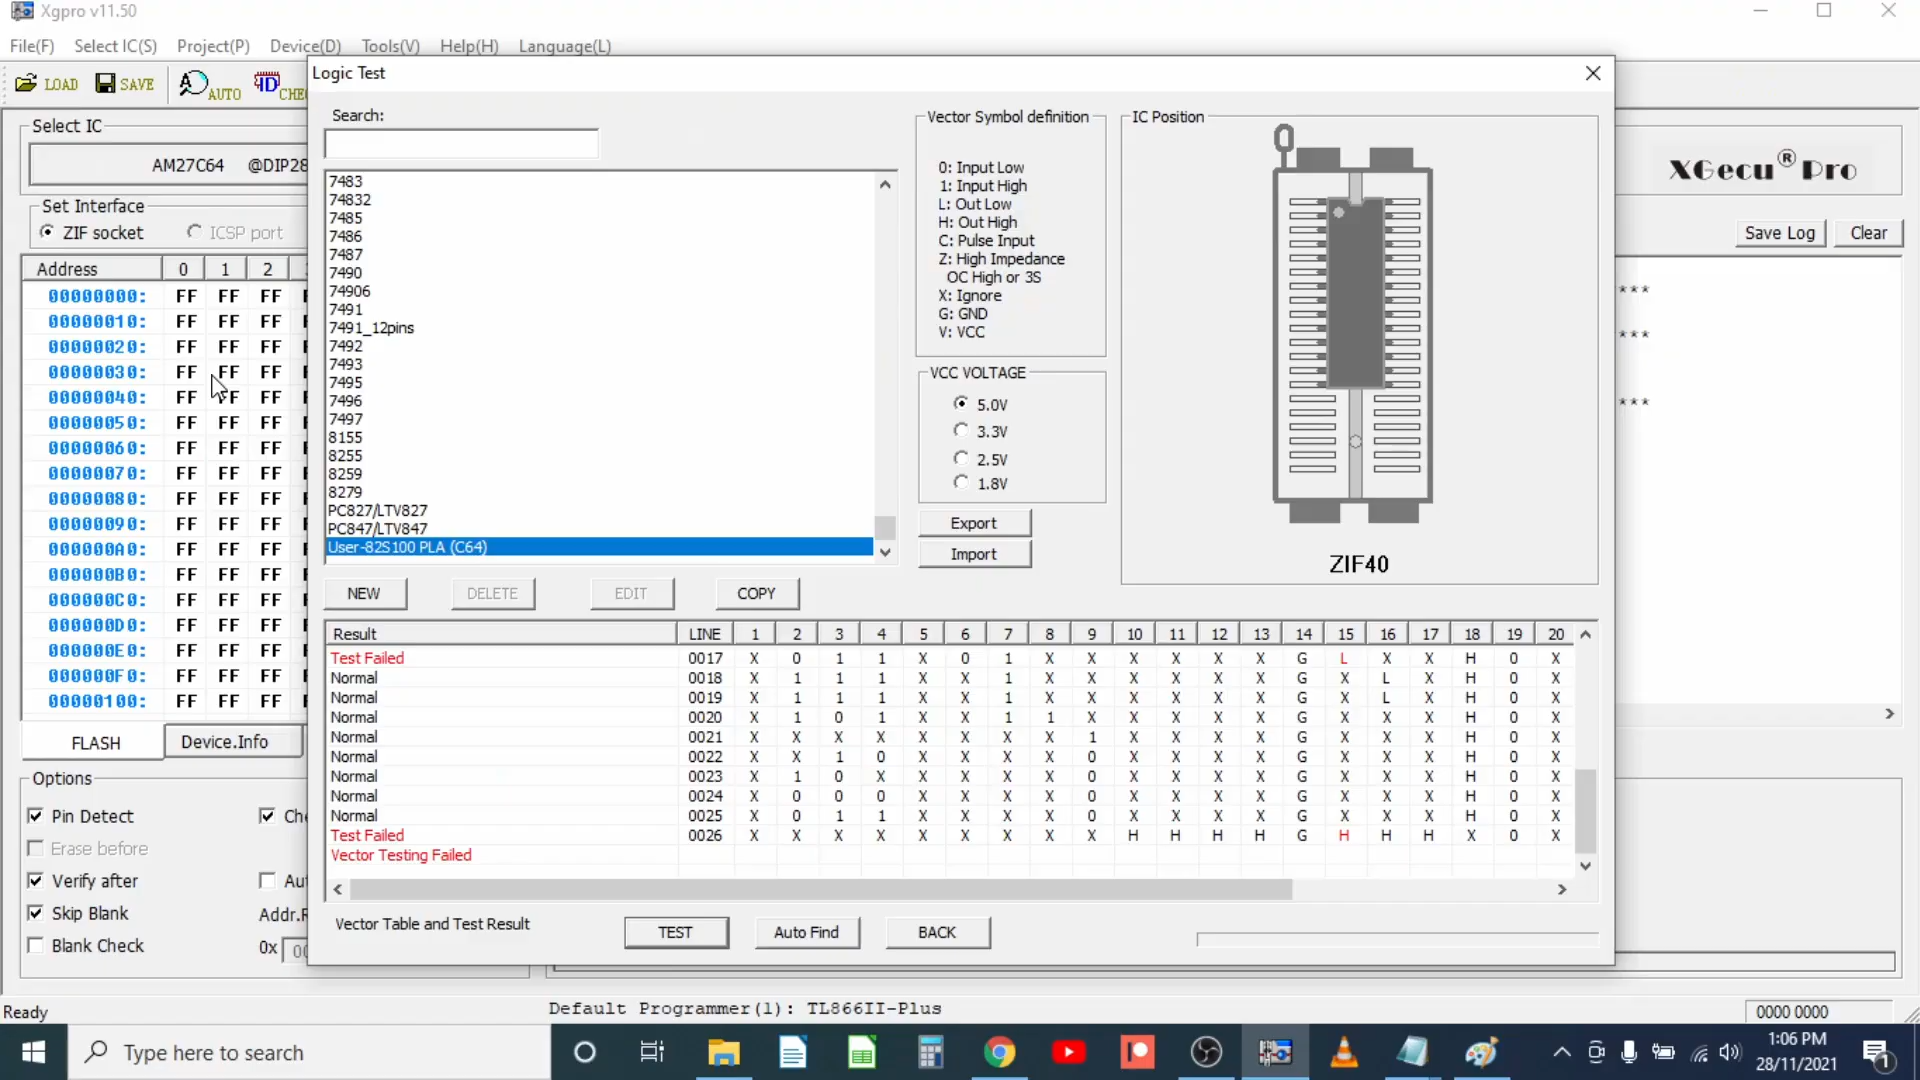 Xgpro v11.50
File(F) Select IC(S) Project(P) Device(D) Tools(V) Help(H) Language(L)
LOAD SAVE AUTO
Select IC
AM27C64 @DIP28
Set Interface
ZIF socket ICSP port
Address 0 1 2
00000000: FF FF FF
00000010: FF FF FF
00000020: FF FF FF
00000030: FF FF FF
00000040: FF FF FF
00000050: FF FF FF
00000060: FF FF FF
00000070: FF FF FF
00000080: FF FF FF
00000090: FF FF FF
000000A0: FF FF FF
000000B0: FF FF FF
000000C0: FF FF FF
000000D0: FF FF FF
000000E0: FF FF FF
000000F0: FF FF FF
00000100: FF FF FF
FLASH Device.Info
Options
Pin Detect
Erase before
Verify after
Skip Blank Addr.R
Blank Check 0x
Logic Test
Search:
7483
74832
7485
7486
7487
7490
74906
7491
7491_12pins
7492
7493
7495
7496
7497
8155
8255
8259
8279
PC827/LTV827
PC847/LTV847
User-82S100 PLA (C64)
NEW DELETE EDIT COPY
Vector Symbol definition
0: Input Low
1: Input High
L: Out Low
H: Out High
C: Pulse Input
Z: High Impedance
OC High or 3S
X: Ignore
G: GND
V: VCC
VCC VOLTAGE
5.0V
3.3V
2.5V
1.8V
Export
Import
IC Position
ZIF40
Result LINE 1 2 3 4 5 6 7 8 9 10 11 12 13 14 15 16 17 18 19 20
Test Failed 0017 X 0 1 1 X 0 1 X X X X X X G L X X H 0 X
Normal 0018 X 1 1 1 X X 1 X X X X X X G X L X H 0 X
Normal 0019 X 1 1 1 X X 1 X X X X X X G X L X H 0 X
Normal 0020 X 1 0 1 X X 1 1 X X X X X G X X X H 0 X
Normal 0021 X X X X X X X X 1 X X X X G X X X H 0 X
Normal 0022 X X 1 0 X X X X 0 X X X X G X X X H 0 X
Normal 0023 X 1 0 X X X X X 0 X X X X G X X X H 0 X
Normal 0024 X 0 0 0 X X X X 0 X X X X G X X X H 0 X
Normal 0025 X 0 1 1 X X X X 0 X X X X G X X X H 0 X
Test Failed 0026 X X X X X X X X X H H H H G H H H X 0 X
Vector Testing Failed
Vector Table and Test Result TEST Auto Find BACK
XGecu® Pro
Save Log Clear
***
***
***
Ready Default Programmer(1): TL866II-Plus 0000 0000
Type here to search
1:06 PM
28/11/2021
1